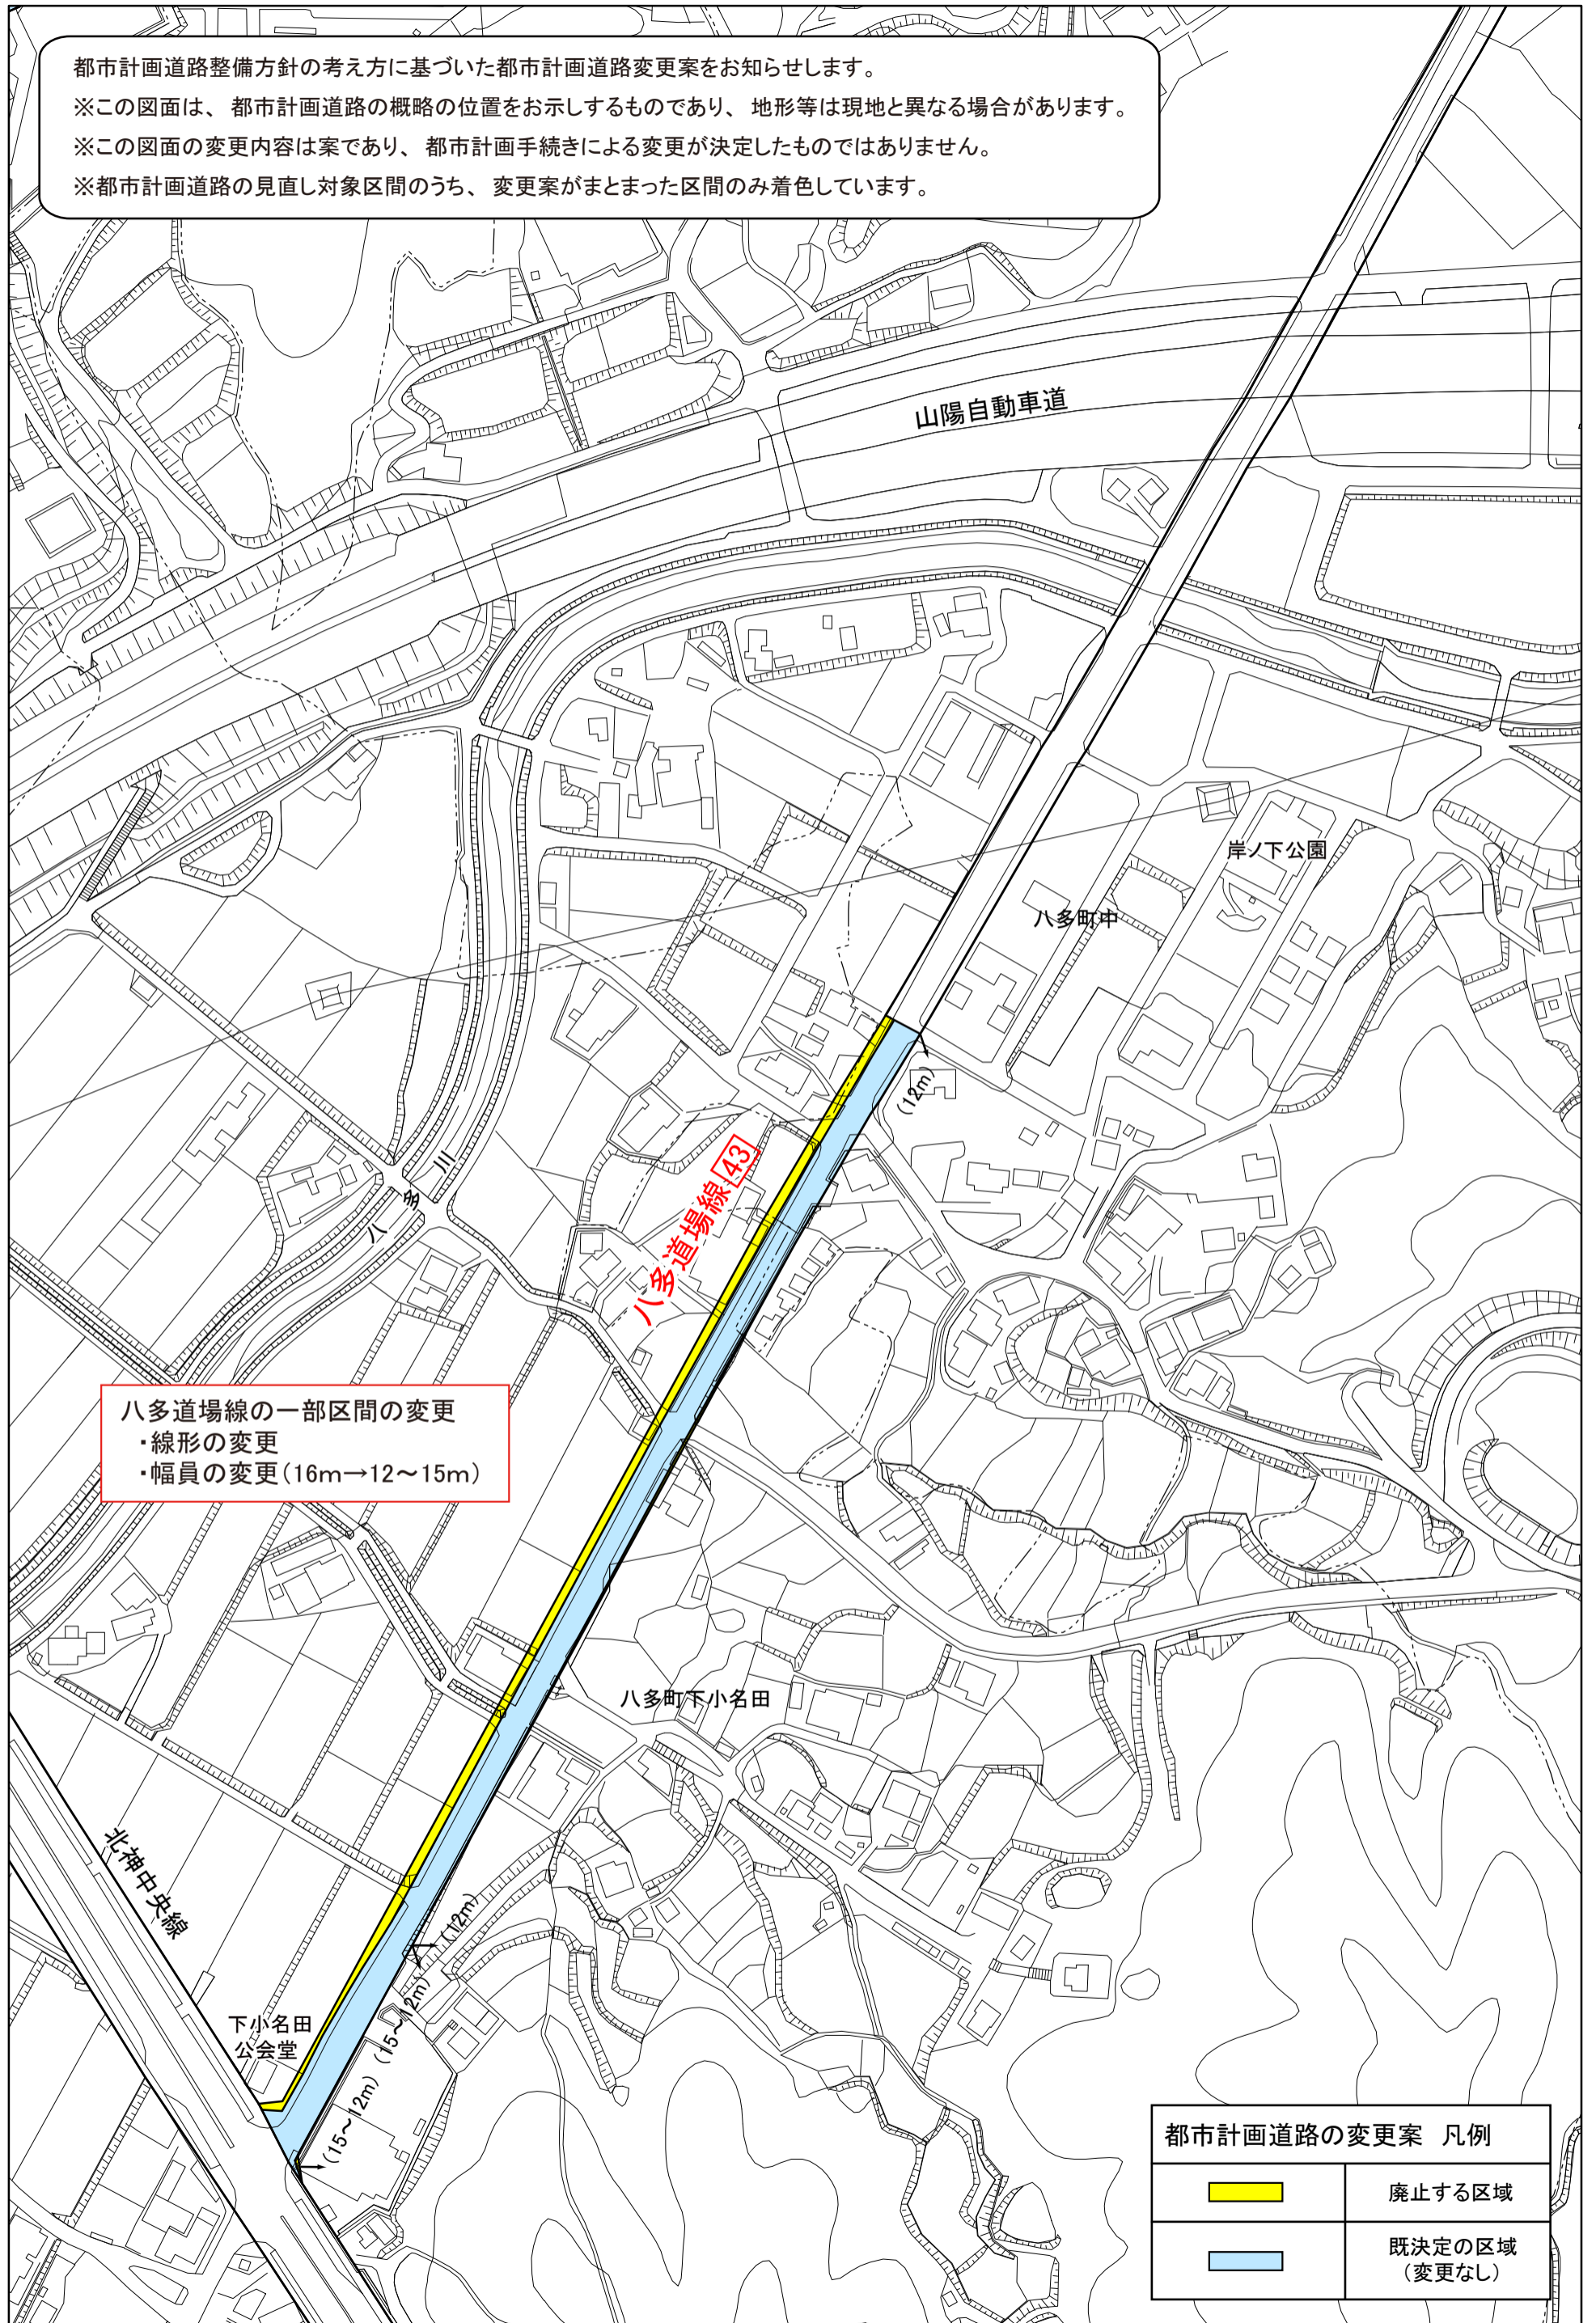 都市計画道路整備方針の考え方に基づいた都市計画道路変更案をお知らせします。
※この図面は、都市計画道路の概略の位置をお示しするものであり、地形等は現地と異なる場合があります。
※この図面の変更内容は案であり、都市計画手続きによる変更が決定したものではありません。
※都市計画道路の見直し対象区間のうち、変更案がまとまった区間のみ着色しています。
山陽自動車道
岸ノ下公園
八多町中
(12m)
八多道場線43
八多川
八多道場線の一部区間の変更
・線形の変更
・幅員の変更(16m→12～15m)
八多町下小名田
北神中央線
(12m)
(15～12m)
(15～12m)
下小名田
公会堂
都市計画道路の変更案 凡例
廃止する区域
既決定の区域
(変更なし)